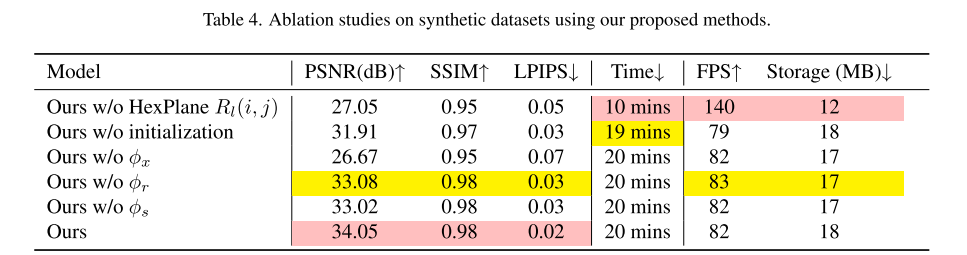 Table 4. Ablation studies on synthetic datasets using our proposed methods.
Model PSNR(dB)↑ SSIM↑ LPIPS↓ Time↓ FPS↑ Storage (MB)↓
Ours w/o HexPlane R_l(i, j) 27.05 0.95 0.05 10 mins 140 12
Ours w/o initialization 31.91 0.97 0.03 19 mins 79 18
Ours w/o ϕ_x 26.67 0.95 0.07 20 mins 82 17
Ours w/o ϕ_r 33.08 0.98 0.03 20 mins 83 17
Ours w/o ϕ_s 33.02 0.98 0.03 20 mins 82 17
Ours 34.05 0.98 0.02 20 mins 82 18